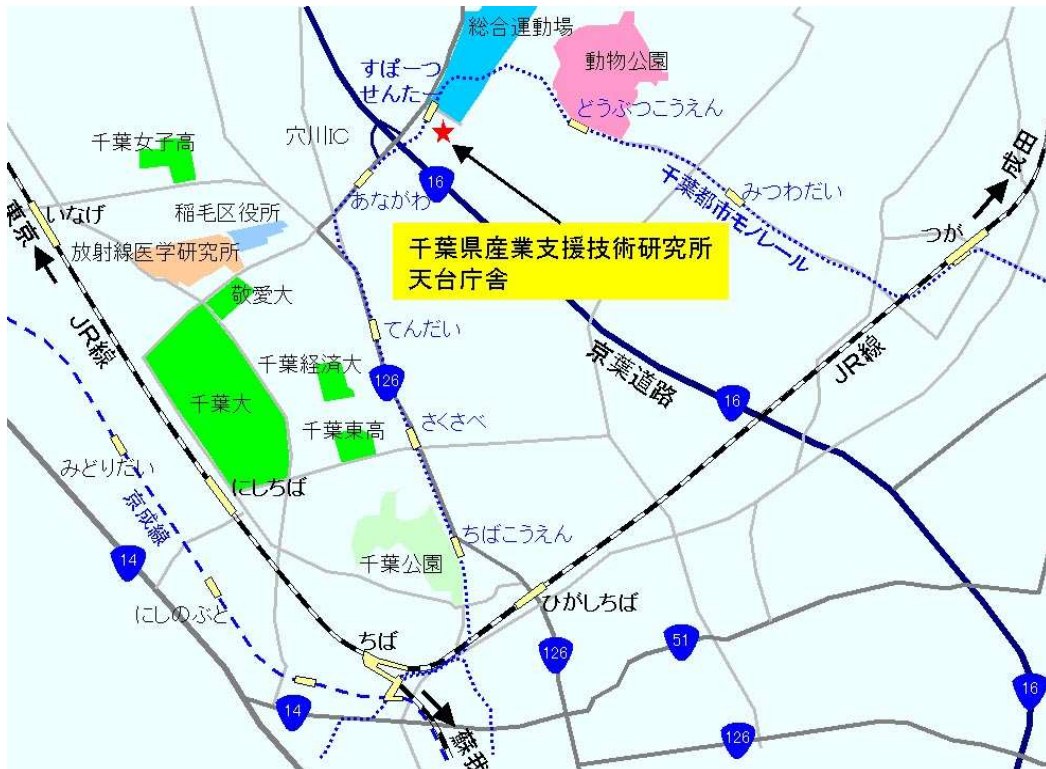 総合運動場
動物公園
すぽーつ
せんたー
どうぶつこうえん
穴川IC
千葉女子高
16
あながわ
みつわだい
成田
千葉都市モノレール
いなげ
稲毛区役所
東京
放射線医学研究所
つが
千葉県産業支援技術研究所
天台庁舎
敬愛大
JR線
てんだい
JR線
京葉道路
千葉経済大
126
千葉大
16
千葉東高
さくさべ
みどりだい
にしちば
京成線
ちばこうえん
14
千葉公園
にしのぶと
ひがしちば
ちば
51
126
16
14
蘇我
126